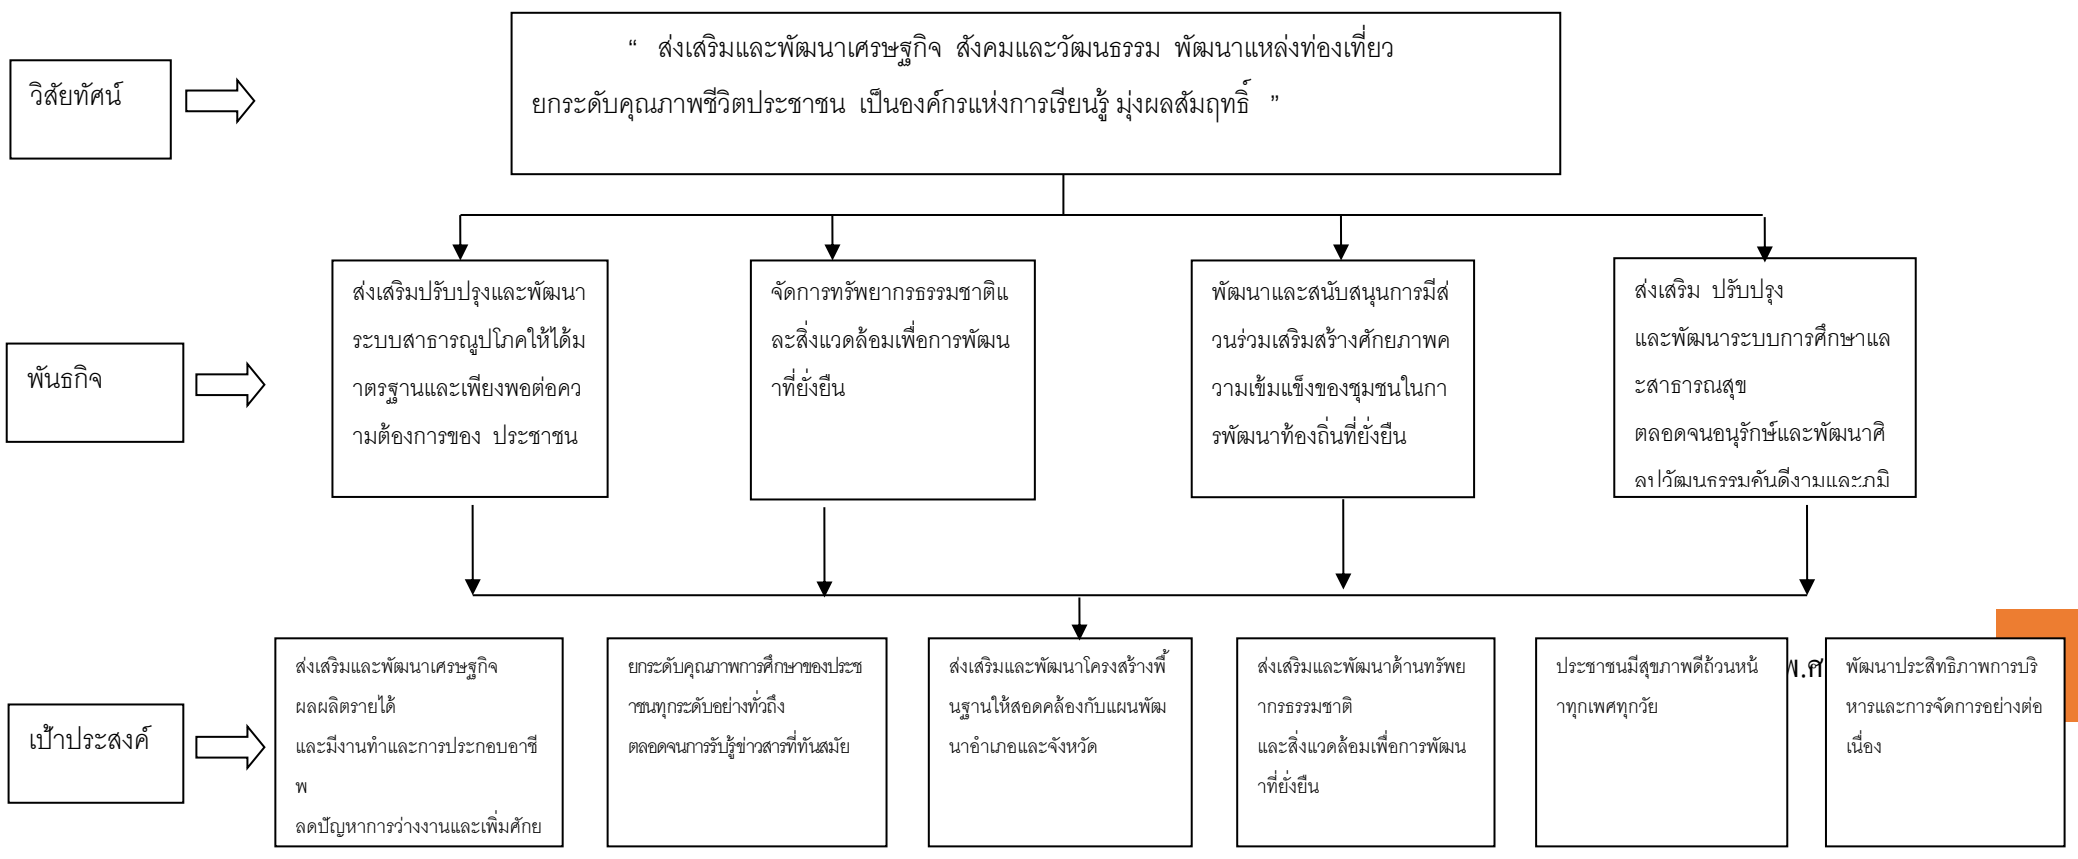 “ ส่งเสริมและพัฒนาเศรษฐกิจ สังคมและวัฒนธรรม พัฒนาแหล่งท่องเที่ยว
ยกระดับคุณภาพชีวิตประชาชน เป็นองค์กรแห่งการเรียนรู้ มุ่งผลสัมฤทธิ์ ”
วิสัยทัศน์
พันธกิจ
ส่งเสริมปรับปรุงและพัฒนา
ระบบสาธารณูปโภคให้ได้ม
าตรฐานและเพียงพอต่อคว
ามต้องการของ ประชาชน
จัดการทรัพยากรธรรมชาติแ
ละสิ่งแวดล้อมเพื่อการพัฒน
าที่ยั่งยืน
พัฒนาและสนับสนุนการมีส่
วนร่วมเสริมสร้างศักยภาพค
วามเข้มแข็งของชุมชนในกา
รพัฒนาท้องถิ่นที่ยั่งยืน
ส่งเสริม ปรับปรุง
และพัฒนาระบบการศึกษาแล
ะสาธารณสุข
ตลอดจนอนุรักษ์และพัฒนาศิ
ลปวัฒนธรรมอันดีงามและภูมิ
เป้าประสงค์
ส่งเสริมและพัฒนาเศรษฐกิจ
ผลผลิตรายได้
และมีงานทำและการประกอบอาชี
พ
ลดปัญหาการว่างงานและเพิ่มศักย
ยกระดับคุณภาพการศึกษาของประช
าชนทุกระดับอย่างทั่วถึง
ตลอดจนการรับรู้ข่าวสารที่ทันสมัย
ส่งเสริมและพัฒนาโครงสร้างพื้
นฐานให้สอดคล้องกับแผนพัฒ
นาอำเภอและจังหวัด
ส่งเสริมและพัฒนาด้านทรัพย
ากรธรรมชาติ
และสิ่งแวดล้อมเพื่อการพัฒน
าที่ยั่งยืน
ประชาชนมีสุขภาพดีถ้วนหน้
าทุกเพศทุกวัย
พ.ศ
พัฒนาประสิทธิภาพการบริ
หารและการจัดการอย่างต่อ
เนื่อง